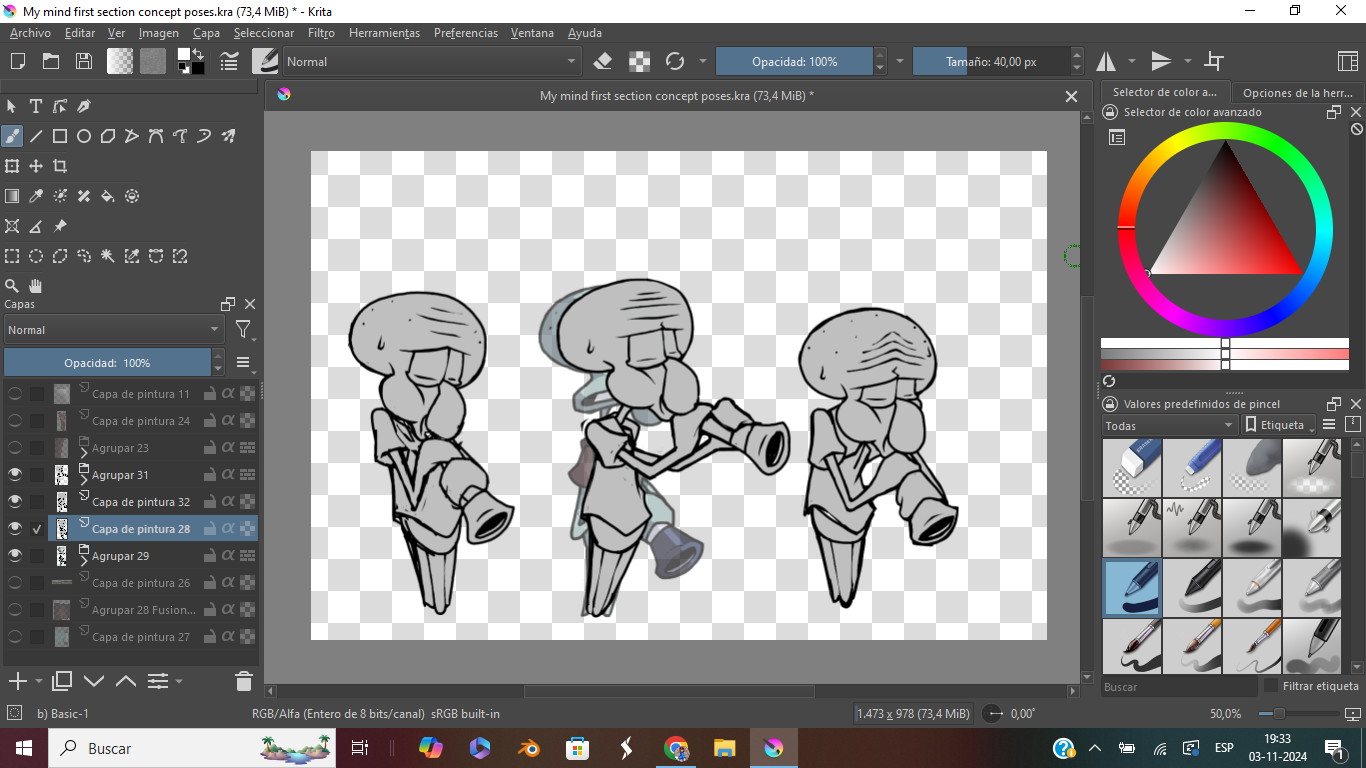 My mind first section concept poses.kra (73,4 MiB) * - Krita
Archivo Editar Ver Imagen Capa Seleccionar Filtro Herramientas Preferencias Ventana Ayuda
Normal Opacidad: 100% Tamaño: 40,00 px
My mind first section concept poses.kra (73,4 MiB) *
Selector de color a... Opciones de la herr...
Selector de color avanzado
Capas
Normal
Opacidad: 100%
Capa de pintura 11
Capa de pintura 24
Agrupar 23
Agrupar 31
Capa de pintura 32
Capa de pintura 28
Agrupar 29
Capa de pintura 26
Agrupar 28 Fusion...
Capa de pintura 27
Valores predefinidos de pincel
Todas Etiqueta
Buscar Filtrar etiqueta
b) Basic-1 RGB/Alfa (Entero de 8 bits/canal) sRGB built-in 1.473 x 978 (73,4 MiB) 0,00° 50,0%
Buscar ESP 19:33
03-11-2024 1